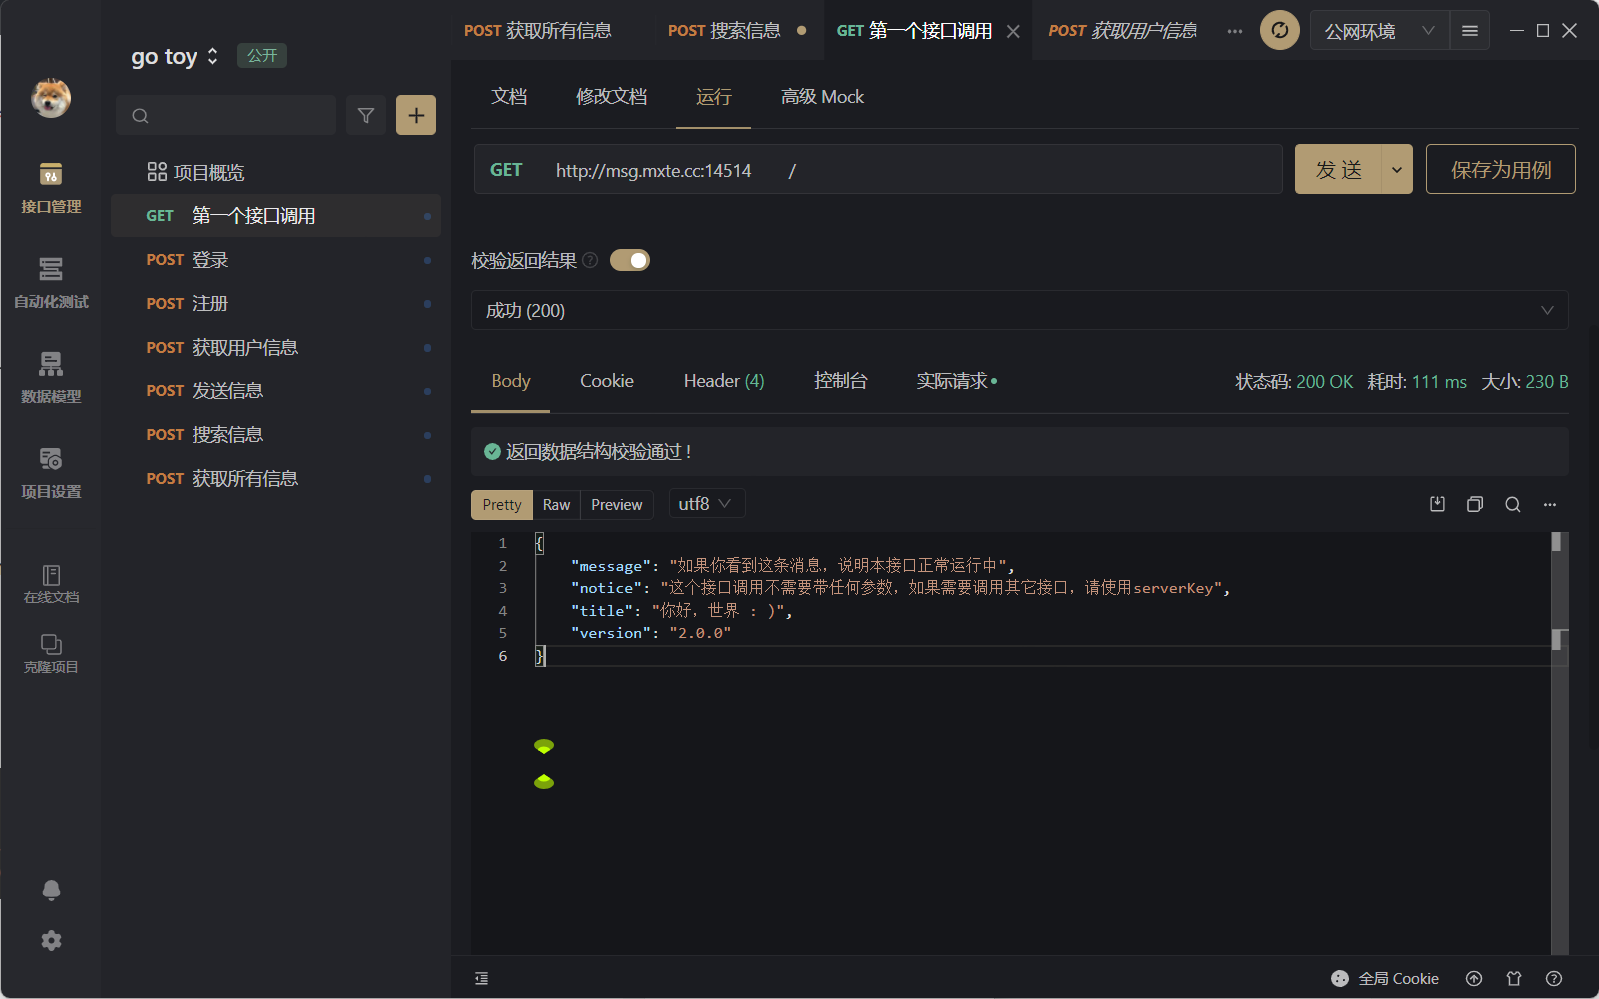 go toy
公开
接口管理
自动化测试
数据模型
项目设置
在线文档
克隆项目
项目概览
GET 第一个接口调用
POST 登录
POST 注册
POST 获取用户信息
POST 发送信息
POST 搜索信息
POST 获取所有信息
POST 获取所有信息
POST 搜索信息
GET 第一个接口调用
POST 获取用户信息
公网环境
文档 修改文档 运行 高级 Mock
GET http://msg.mxte.cc:14514 /
发 送
保存为用例
校验返回结果
成功 (200)
Body Cookie Header (4) 控制台 实际请求
状态码: 200 OK 耗时: 111 ms 大小: 230 B
返回数据结构校验通过！
Pretty Raw Preview utf8
1 {
2 "message": "如果你看到这条消息，说明本接口正常运行中",
3 "notice": "这个接口调用不需要带任何参数，如果需要调用其它接口，请使用serverKey",
4 "title": "你好，世界 : )",
5 "version": "2.0.0"
6 }
全局 Cookie